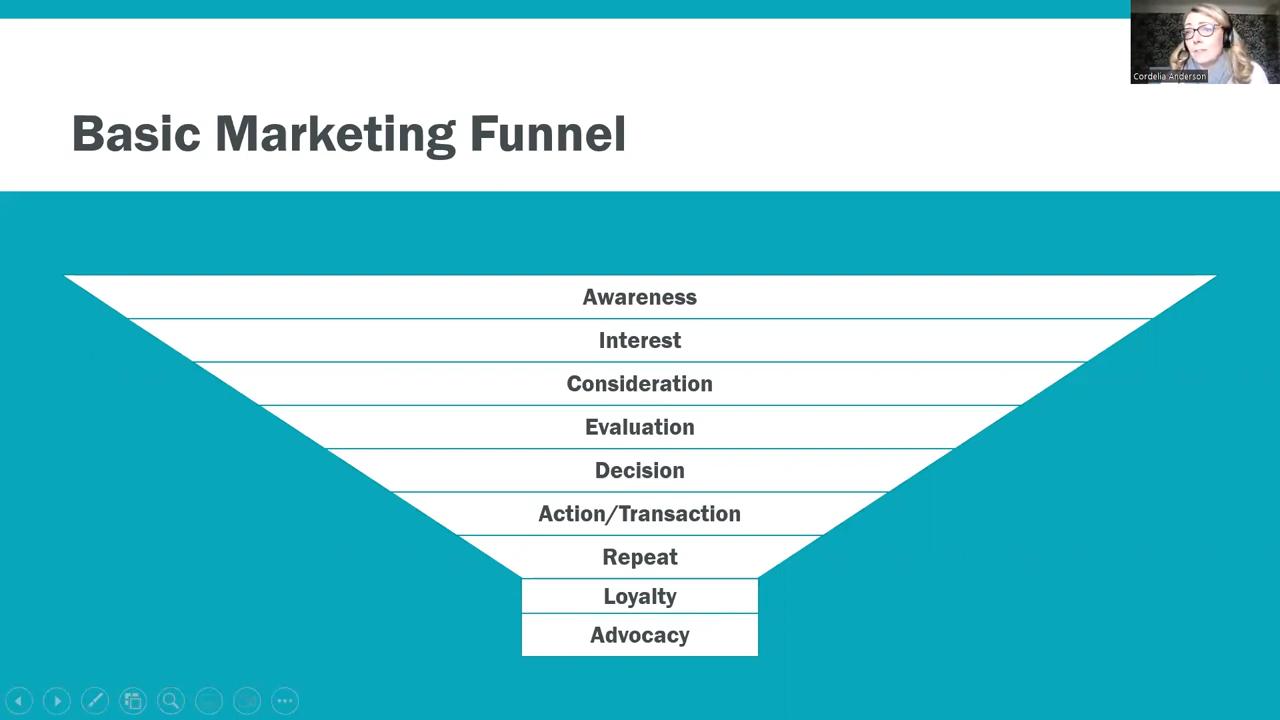 Cordelia Anderson
Basic Marketing Funnel
Awareness
Interest
Consideration
Evaluation
Decision
Action/Transaction
Repeat
Loyalty
Advocacy